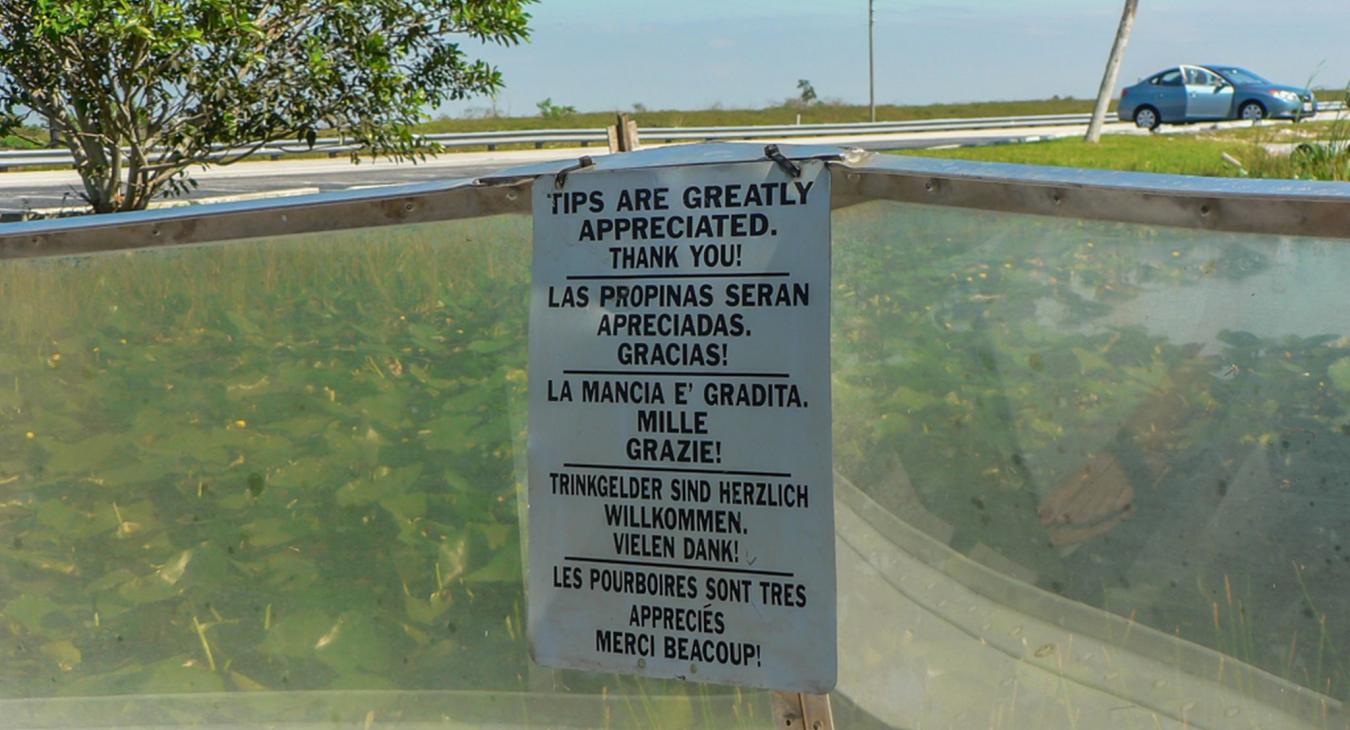 TIPS ARE GREATLY
APPRECIATED.
THANK YOU!
LAS PROPINAS SERAN
APRECIADAS.
GRACIAS!
LA MANCIA E' GRADITA.
MILLE
GRAZIE!
TRINKGELDER SIND HERZLICH
WILLKOMMEN.
VIELEN DANK!
LES POURBOIRES SONT TRES
APPRECIÉS
MERCI BEACOUP!